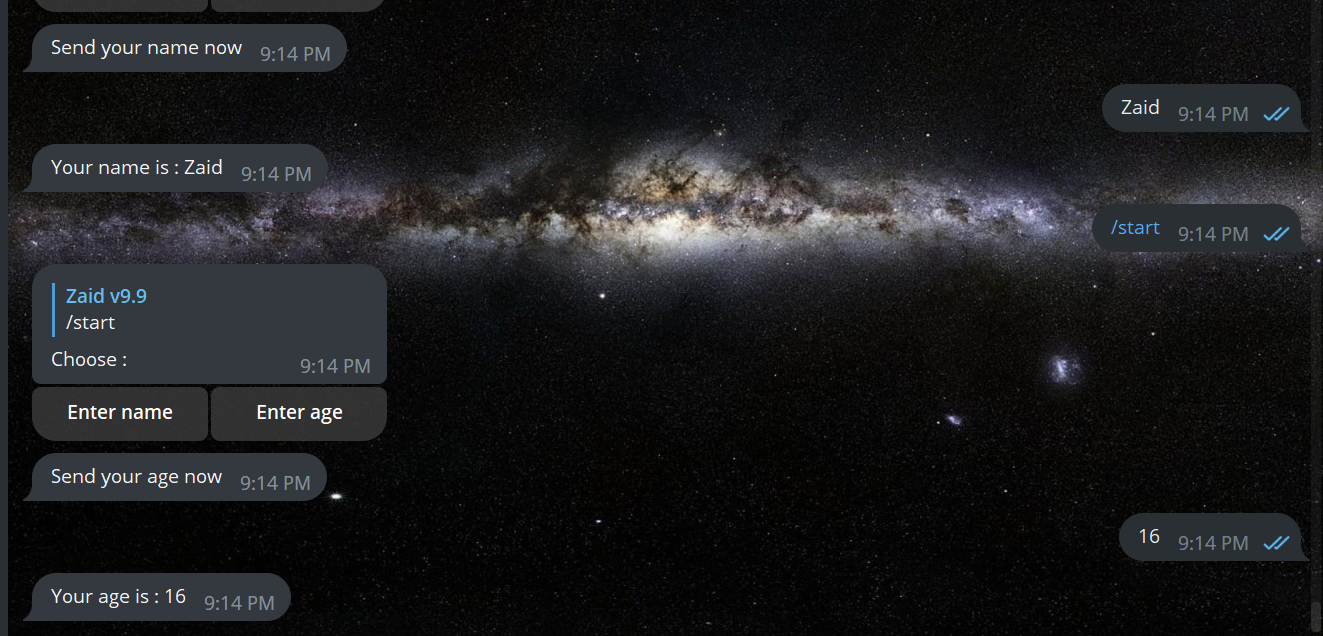 Send your name now 9:14 PM
Zaid 9:14 PM
Your name is : Zaid 9:14 PM
/start 9:14 PM
Zaid v9.9
/start
Choose : 9:14 PM
Enter name Enter age
Send your age now 9:14 PM
16 9:14 PM
Your age is : 16 9:14 PM